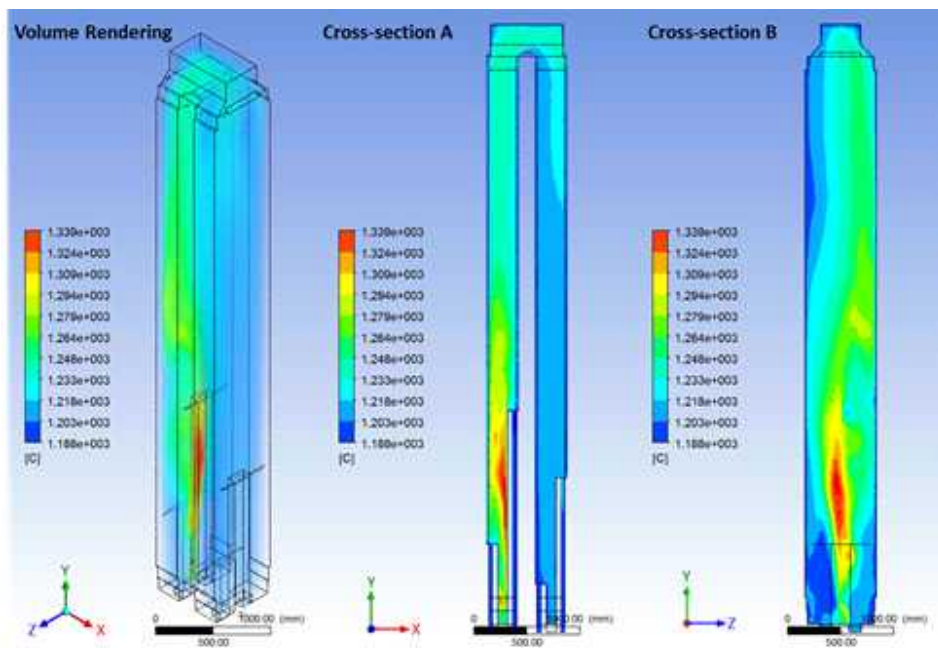 Volume Rendering
Cross-section A
Cross-section B
1.339e+003
1.324e+003
1.309e+003
1.294e+003
1.279e+003
1.264e+003
1.248e+003
1.233e+003
1.218e+003
1.203e+003
1.188e+003
[C]
1.339e+003
1.324e+003
1.309e+003
1.294e+003
1.279e+003
1.264e+003
1.248e+003
1.233e+003
1.218e+003
1.203e+003
1.188e+003
[C]
1.339e+003
1.324e+003
1.309e+003
1.294e+003
1.279e+003
1.264e+003
1.248e+003
1.233e+003
1.218e+003
1.203e+003
1.188e+003
[C]
Y
Z
X
0 1000.00 (mm)
500.00
Y
X
0 (mm)
500.00
Y
Z
0 (mm)
500.00